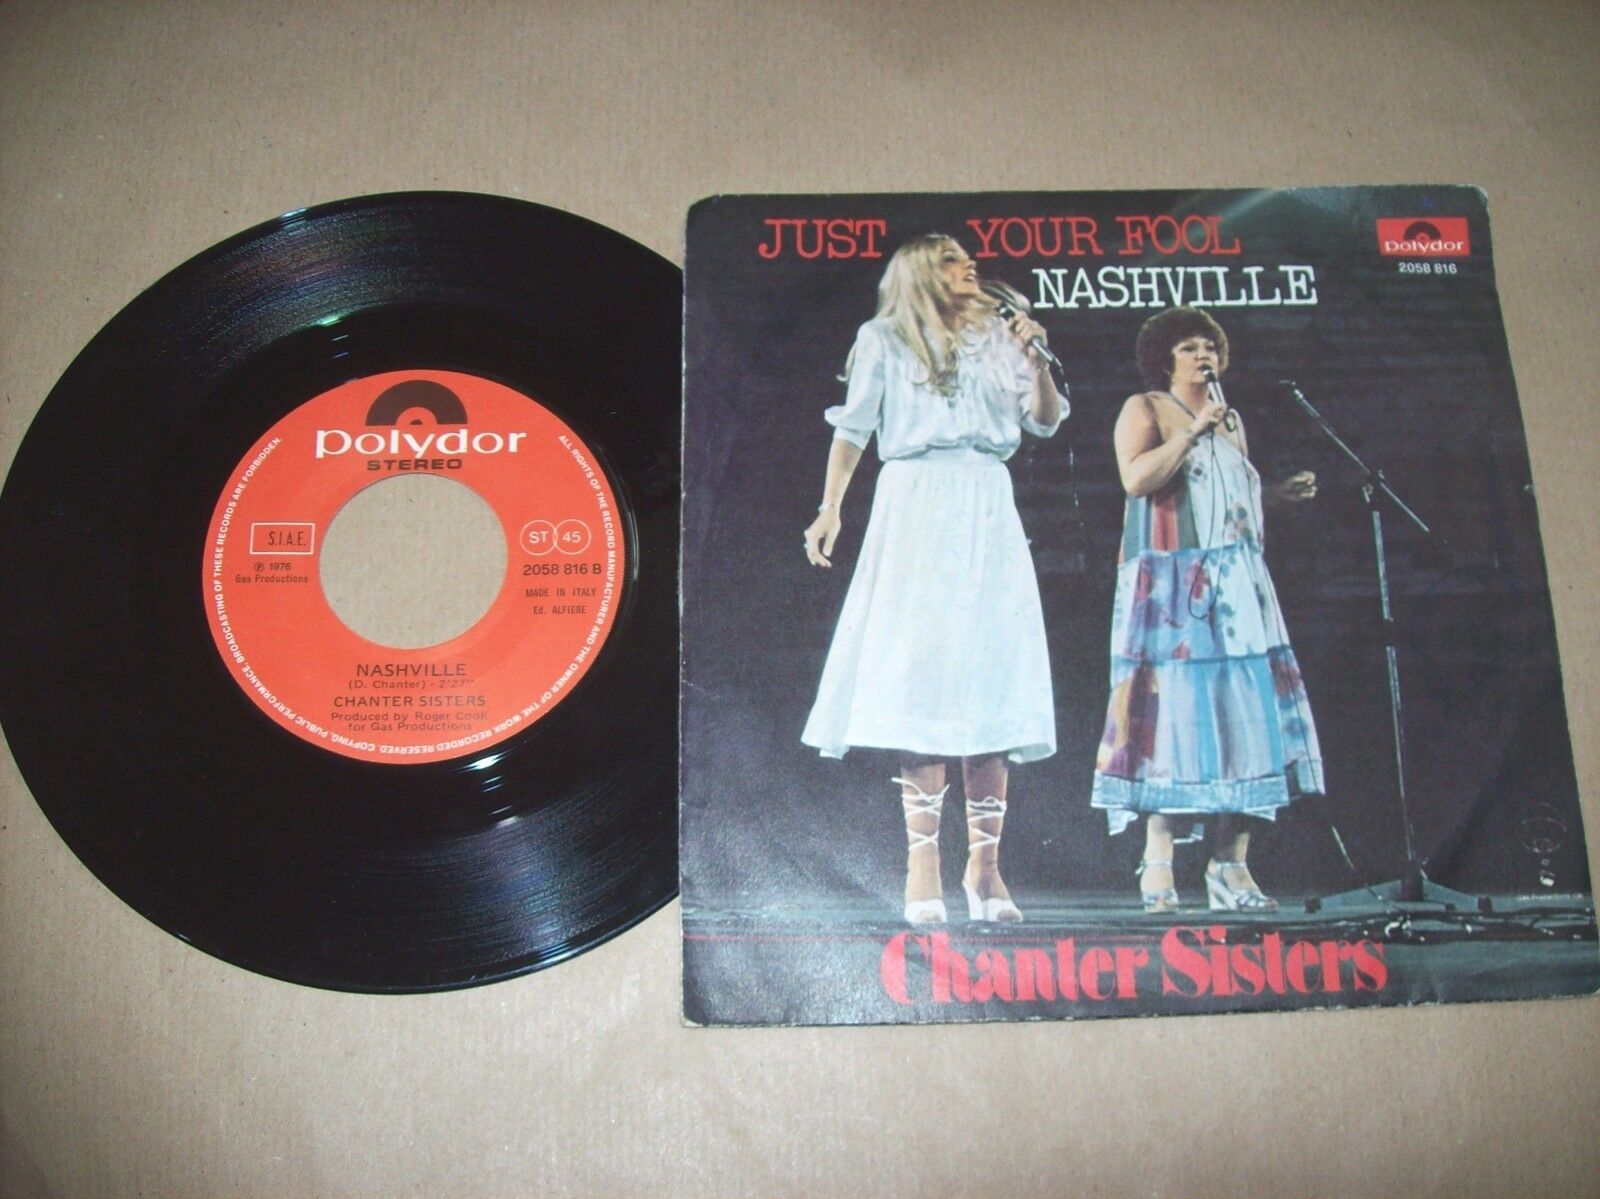 polydor
STEREO
ALL RIGHTS OF THE RECORD MANUFACTURER AND THE OWNER OF THE WORK RECORDED RESERVED. COPYING, PUBLIC PERFORMANCE, BROADCASTING OF THESE RECORDS ARE FORBIDDEN.
S.I.A.E.
℗ 1976
Gas Productions
ST 45
2058 816 B
MADE IN ITALY
Ed. ALFIERE
NASHVILLE
(D. Chanter) - 2'27"
CHANTER SISTERS
Produced by Roger Cook
for Gas Productions
JUST YOUR FOOL
NASHVILLE
polydor
2058 816
Chanter Sisters